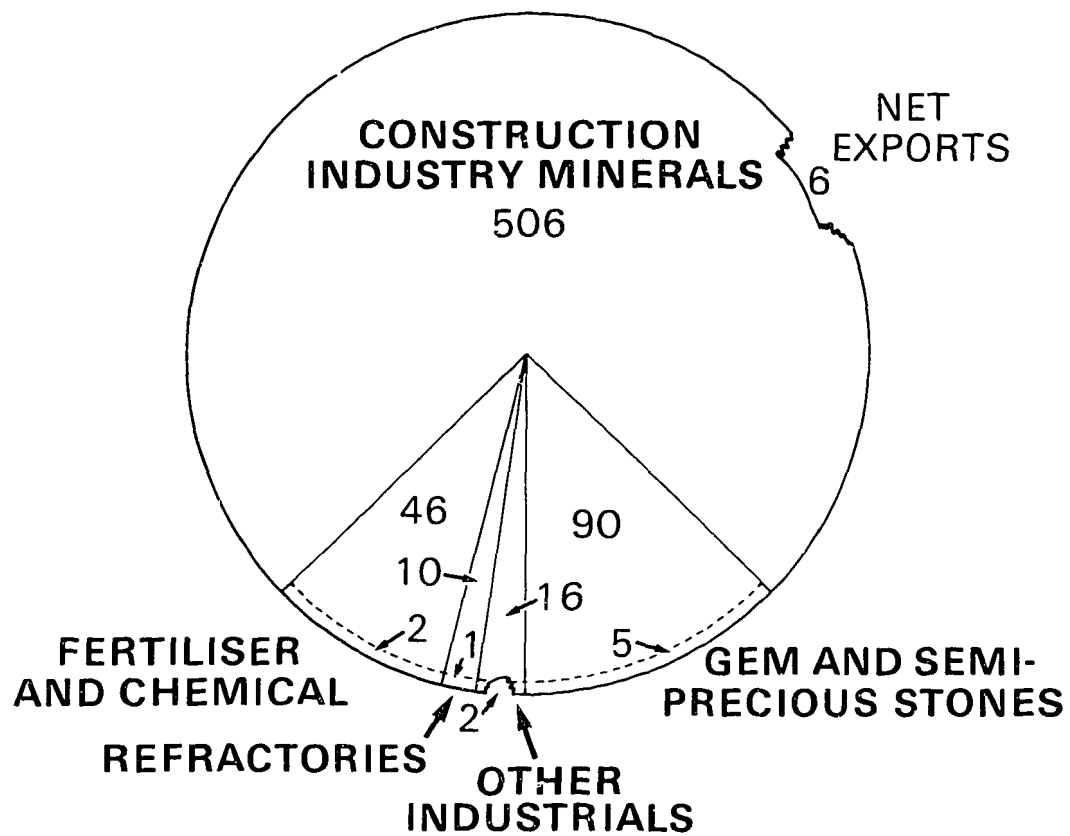 CONSTRUCTION
INDUSTRY MINERALS
506
NET
EXPORTS
6
46
90
10
16
2
1
5
2
FERTILISER
AND CHEMICAL
GEM AND SEMI-
PRECIOUS STONES
REFRACTORIES
OTHER
INDUSTRIALS